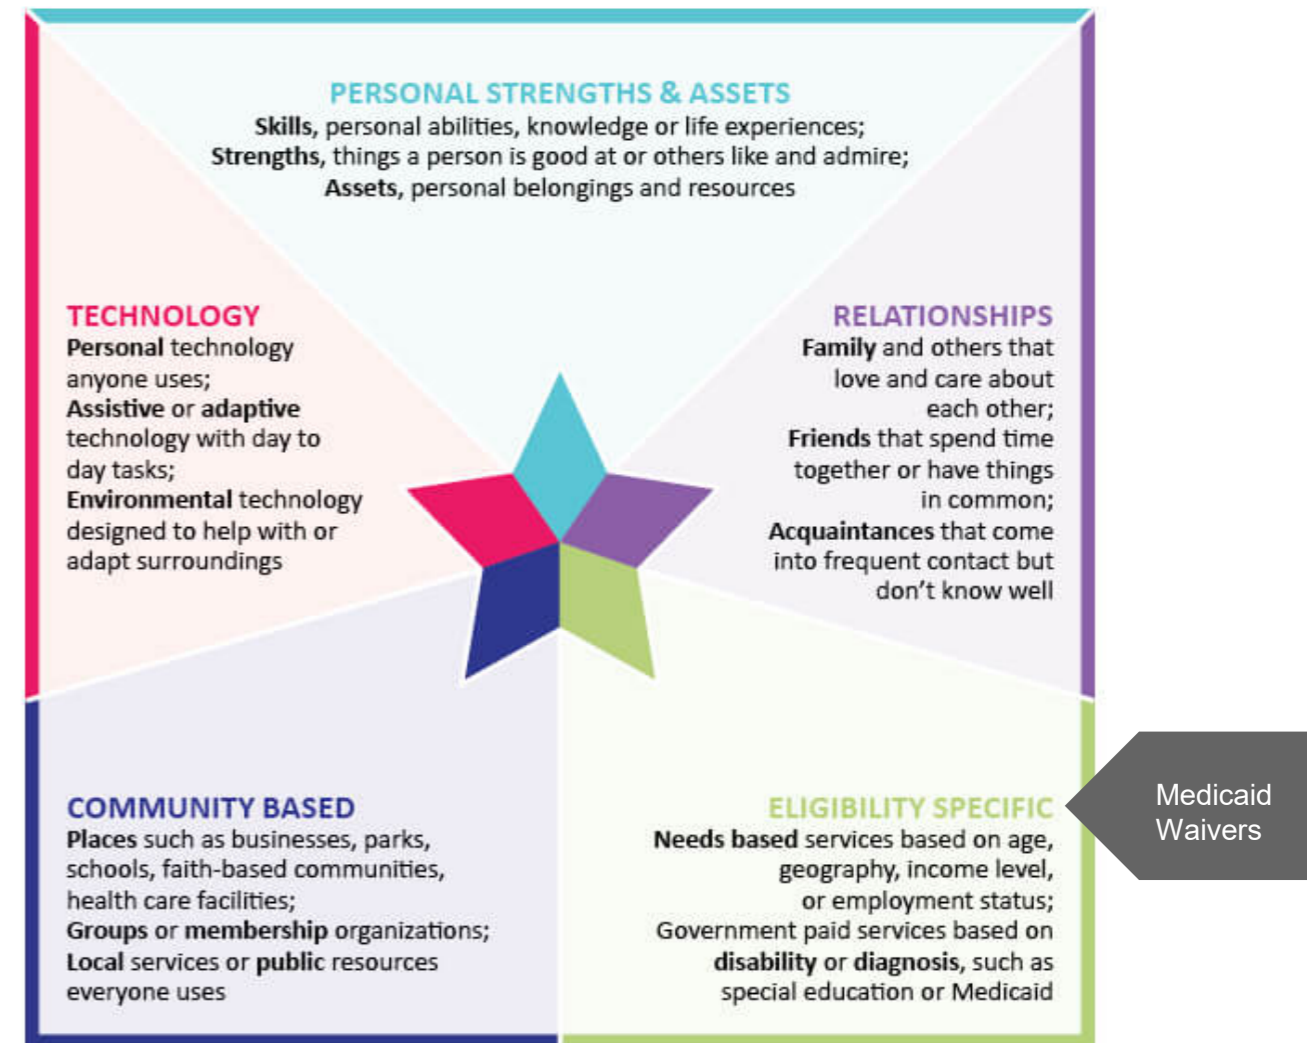 PERSONAL STRENGTHS & ASSETS
Skills, personal abilities, knowledge or life experiences;
Strengths, things a person is good at or others like and admire;
Assets, personal belongings and resources
TECHNOLOGY
Personal technology
anyone uses;
Assistive or adaptive
technology with day to
day tasks;
Environmental technology
designed to help with or
adapt surroundings
RELATIONSHIPS
Family and others that
love and care about
each other;
Friends that spend time
together or have things
in common;
Acquaintances that come
into frequent contact but
don't know well
COMMUNITY BASED
Places such as businesses, parks,
schools, faith-based communities,
health care facilities;
Groups or membership organizations;
Local services or public resources
everyone uses
ELIGIBILITY SPECIFIC
Needs based services based on age,
geography, income level,
or employment status;
Government paid services based on
disability or diagnosis, such as
special education or Medicaid
Medicaid
Waivers